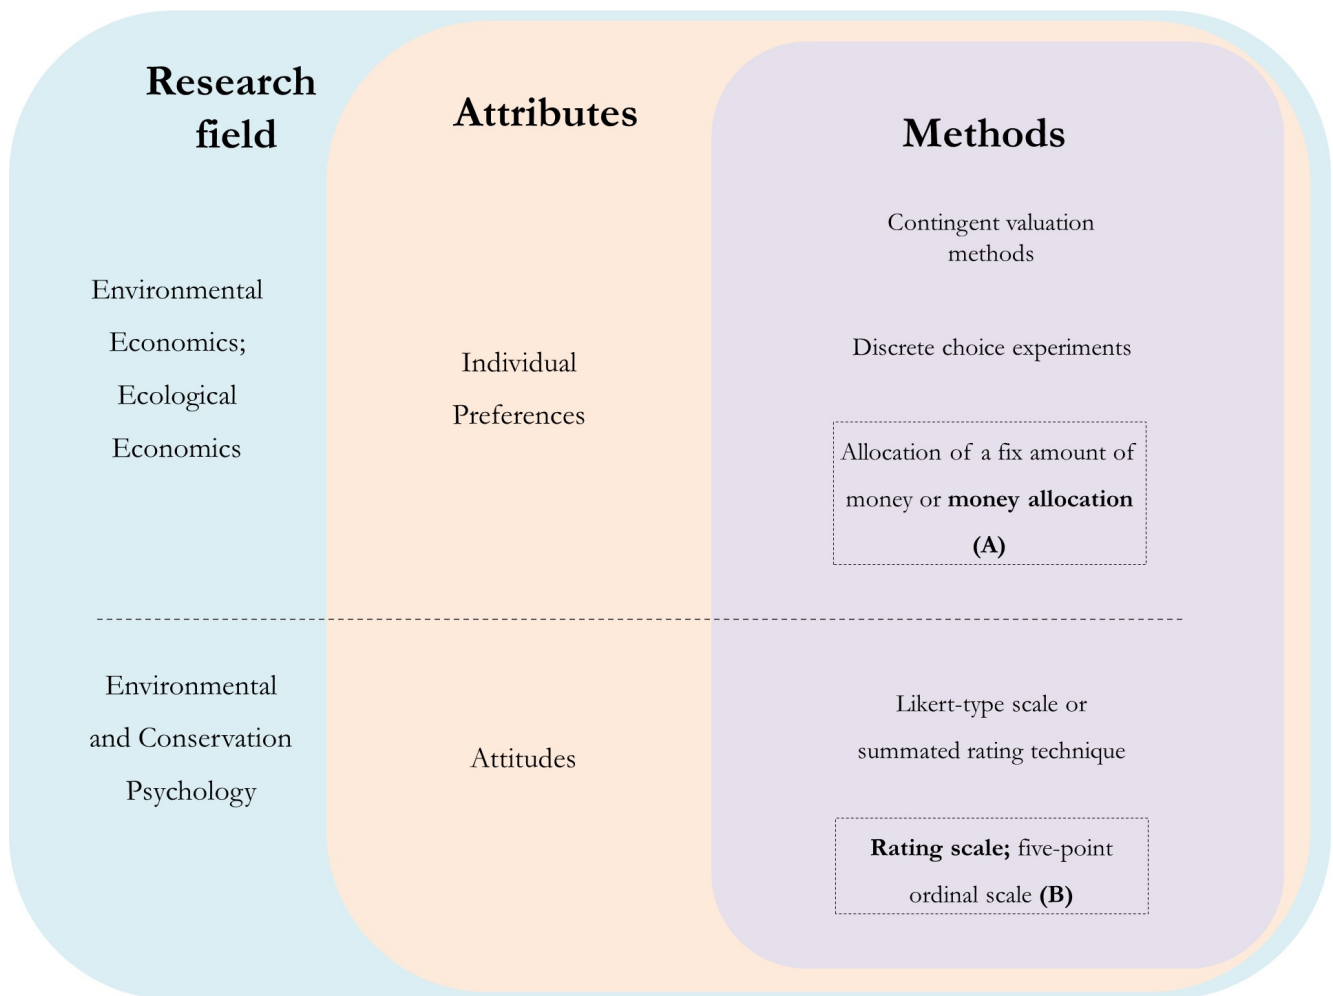 Research
field
Attributes
Methods
Contingent valuation
methods
Environmental
Economics;
Ecological
Economics
Individual
Preferences
Discrete choice experiments
Allocation of a fix amount of
money or money allocation
(A)
Environmental
and Conservation
Psychology
Attitudes
Likert-type scale or
summated rating technique
Rating scale; five-point
ordinal scale (B)